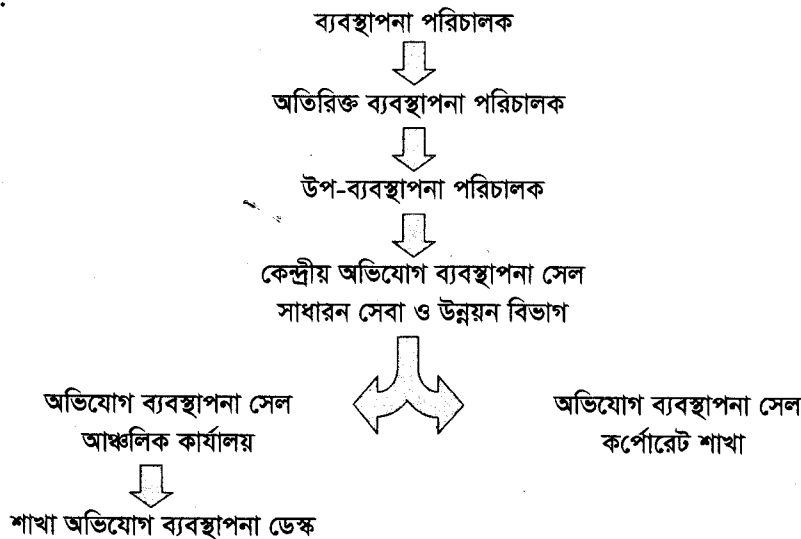 ব্যবস্থাপনা পরিচালক
অতিরিক্ত ব্যবস্থাপনা পরিচালক
উপ-ব্যবস্থাপনা পরিচালক
কেন্দ্রীয় অভিযোগ ব্যবস্থাপনা সেল
সাধারন সেবা ও উন্নয়ন বিভাগ
অভিযোগ ব্যবস্থাপনা সেল
আঞ্চলিক কার্যালয়
অভিযোগ ব্যবস্থাপনা সেল
কর্পোরেট শাখা
শাখা অভিযোগ ব্যবস্থাপনা ডেস্ক